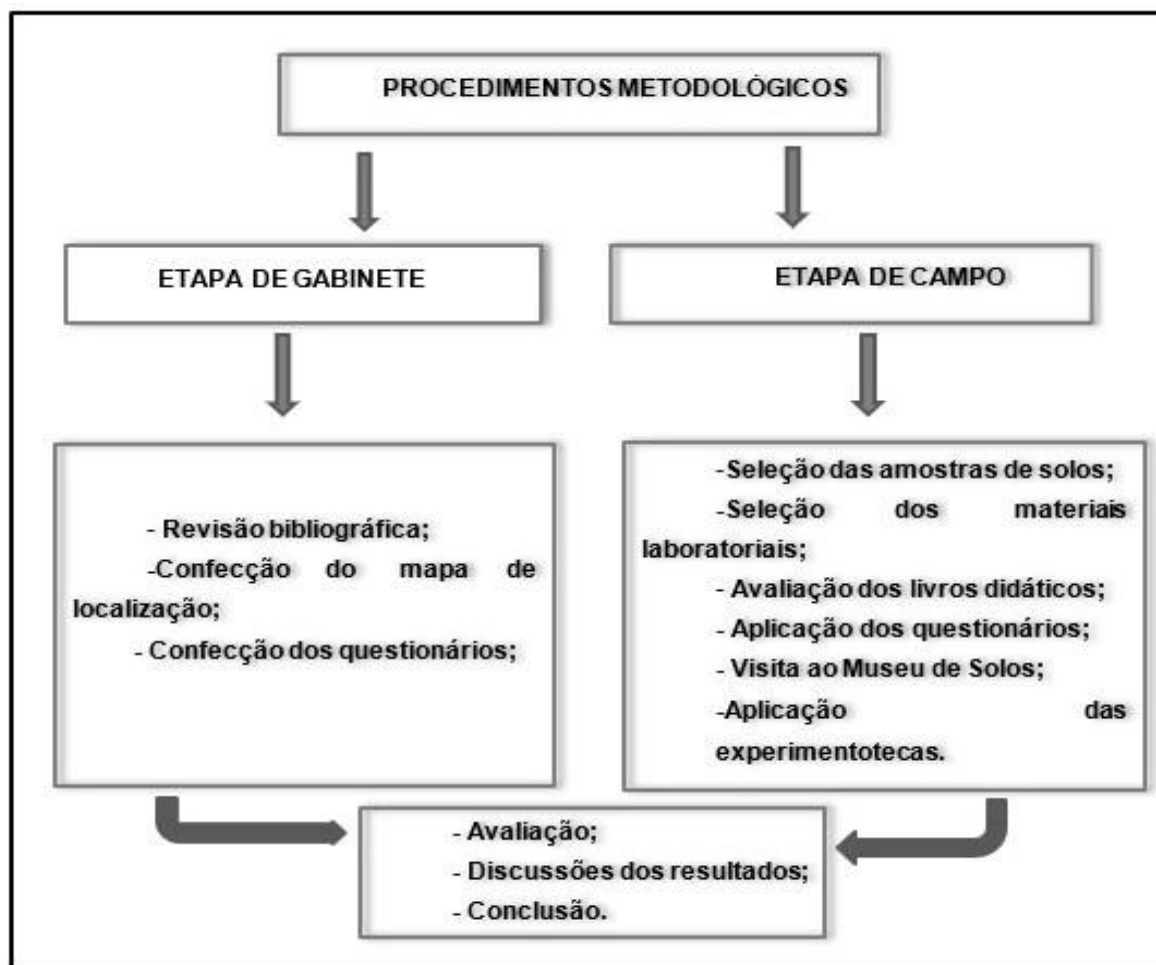 PROCEDIMENTOS METODOLÓGICOS
ETAPA DE GABINETE
ETAPA DE CAMPO
- Revisão bibliográfica;
-Confecção do mapa de
localização;
- Confecção dos questionários;
-Seleção das amostras de solos;
-Seleção dos materiais
laboratoriais;
- Avaliação dos livros didáticos;
- Aplicação dos questionários;
- Visita ao Museu de Solos;
-Aplicação das
experimentotecas.
- Avaliação;
- Discussões dos resultados;
- Conclusão.